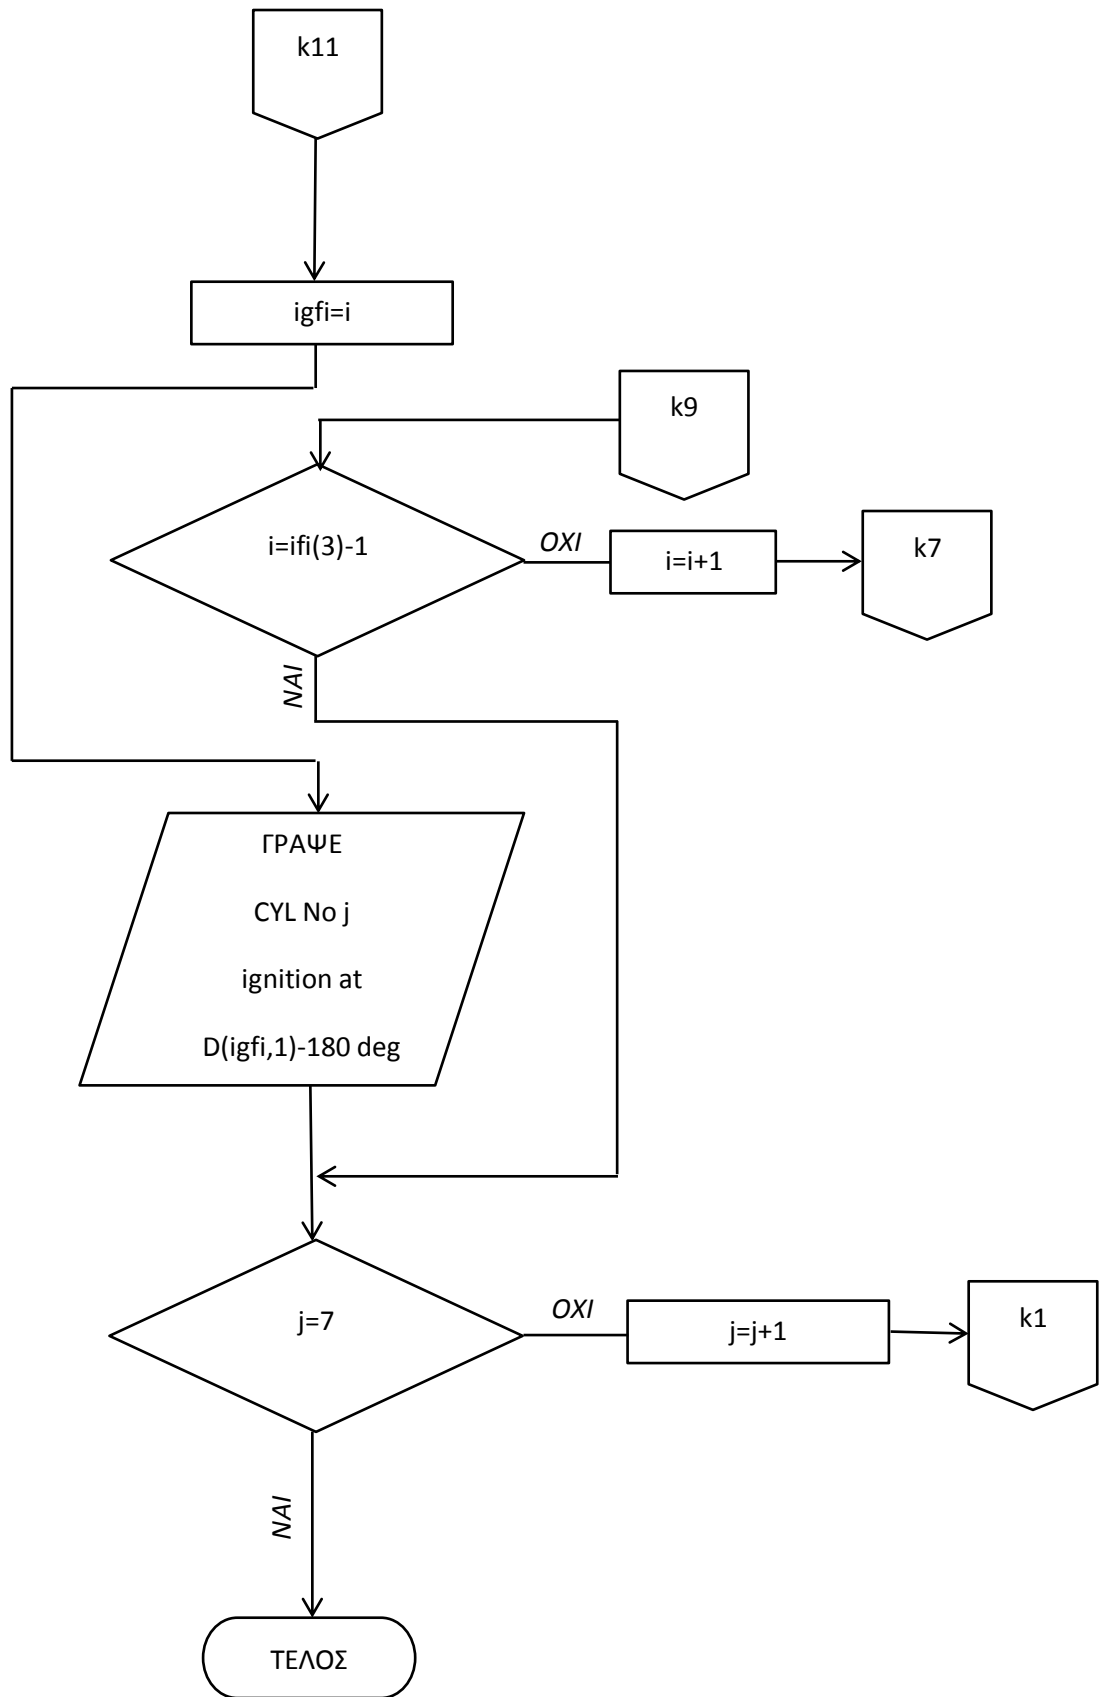 k11
igfi=i
k9
i=ifi(3)-1
ΟΧΙ
i=i+1
k7
ΝΑΙ
ΓΡΑΨΕ
CYL No j
ignition at
D(igfi,1)-180 deg
j=7
ΟΧΙ
j=j+1
k1
ΝΑΙ
ΤΕΛΟΣ